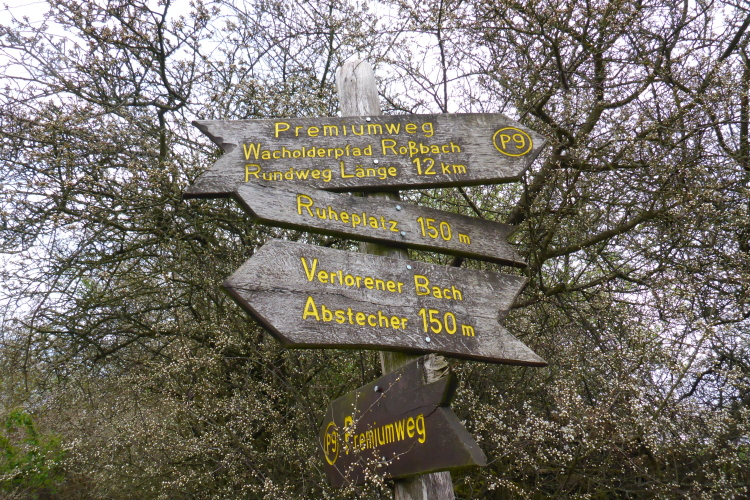 Premiumweg
Wacholderpfad Roßbach P9
Rundweg Länge 12 km
Ruheplatz 150 m
Verlorener Bach
Abstecher 150 m
P9 Premiumweg